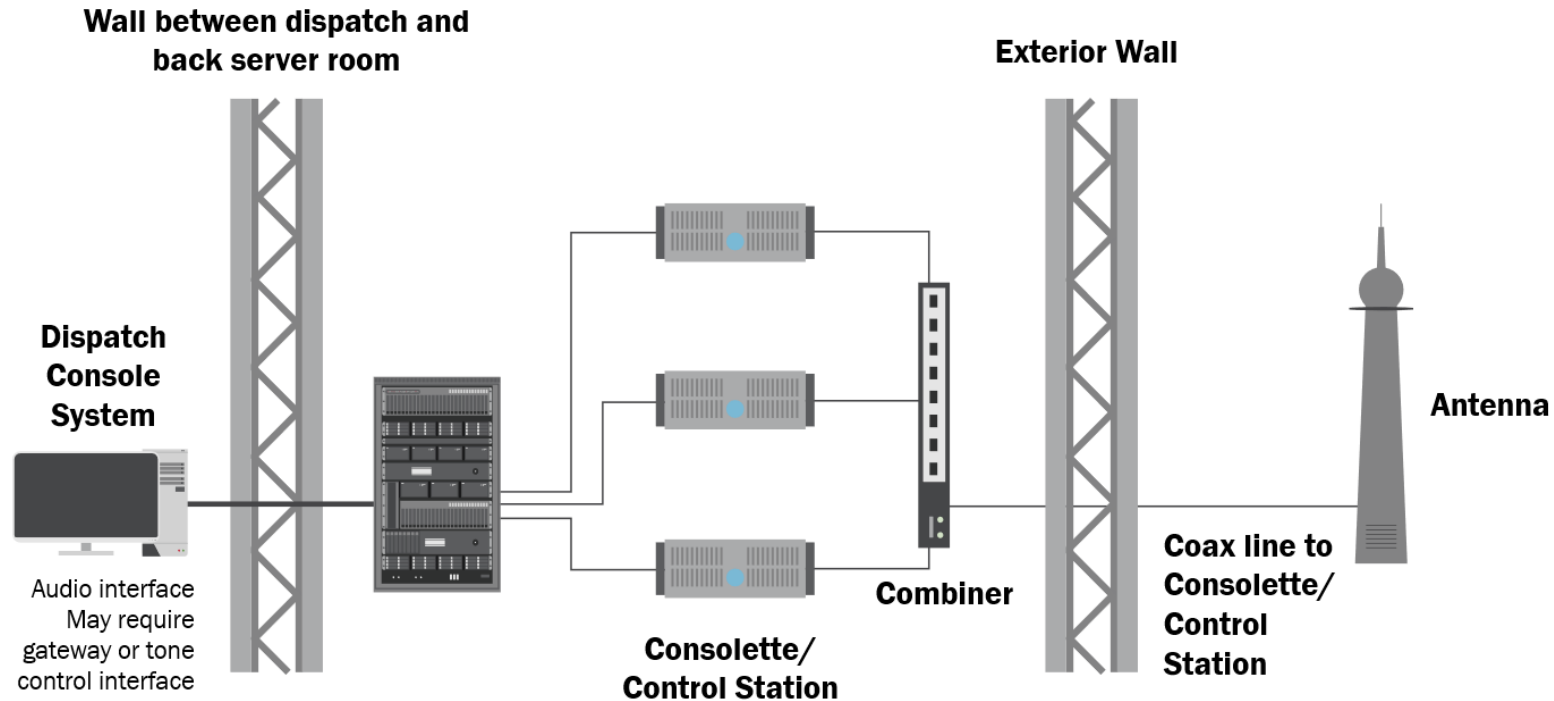 Wall between dispatch and
back server room
Exterior Wall
Dispatch
Console
System
Audio interface
May require
gateway or tone
control interface
Consolette/
Control Station
Combiner
Coax line to
Consolette/
Control
Station
Antenna